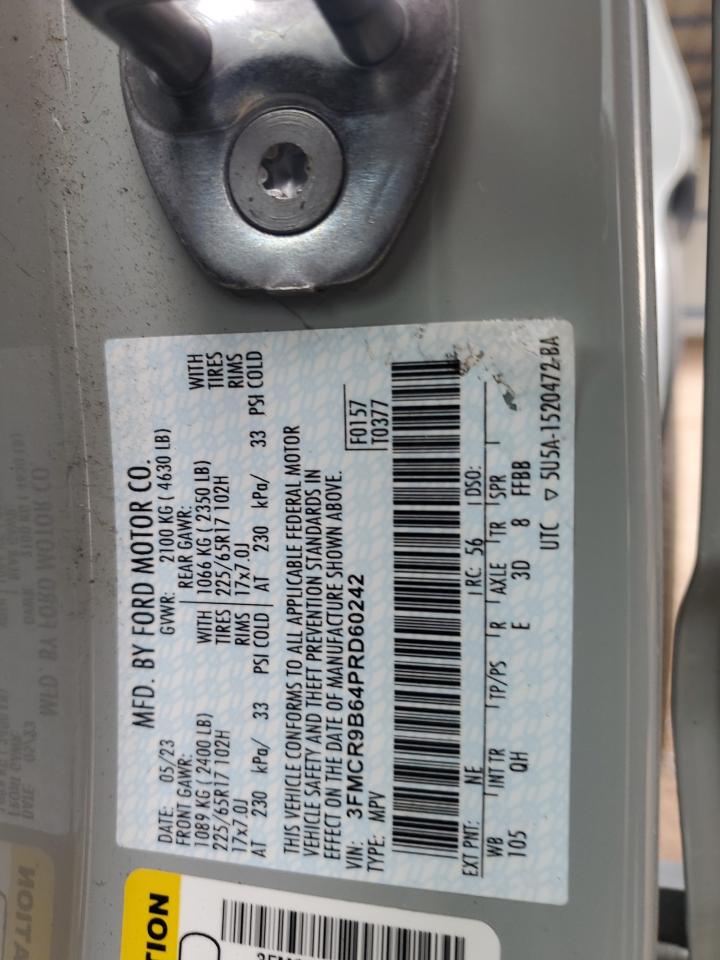 MFD. BY FORD MOTOR CO.
DATE: 05/23 GVWR: 2100 KG ( 4630 LB)
FRONT GAWR: REAR GAWR:
1089 KG ( 2400 LB) WITH 1066 KG ( 2350 LB) WITH
225/65R17 102H TIRES 225/65R17 102H TIRES
17x7.0J RIMS 17x7.0J RIMS
AT 230 kPa/ 33 PSI COLD AT 230 kPa/ 33 PSI COLD
THIS VEHICLE CONFORMS TO ALL APPLICABLE FEDERAL MOTOR
VEHICLE SAFETY AND THEFT PREVENTION STANDARDS IN
EFFECT ON THE DATE OF MANUFACTURE SHOWN ABOVE.
VIN: 3FMCR9B64PRD60242 F0157
TYPE: MPV T0377
EXT PNT: NE RC: 56 DSO:
WB INT TR TP/PS R AXLE TR SPR
105 QH E 3D 8 FFBB
UTC ▽ 5U5A-1520472-BA
TION